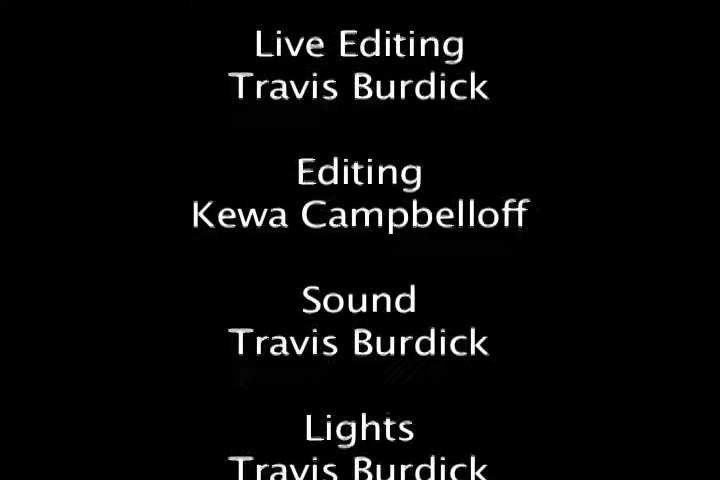 Live Editing
Travis Burdick
Editing
Kewa Campbelloff
Sound
Travis Burdick
Lights
Travis Burdick